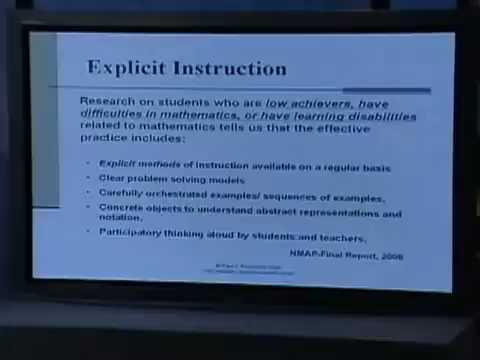 Explicit Instruction
Research on students who are low achievers, have
difficulties in mathematics, or have learning disabilities
related to mathematics tells us that the effective
practice includes:
• Explicit methods of instruction available on a regular basis
• Clear problem solving models
• Carefully orchestrated examples/ sequences of examples.
• Concrete objects to understand abstract representations and
notation.
• Participatory thinking aloud by students and teachers.
NMAP-Final Report, 2008